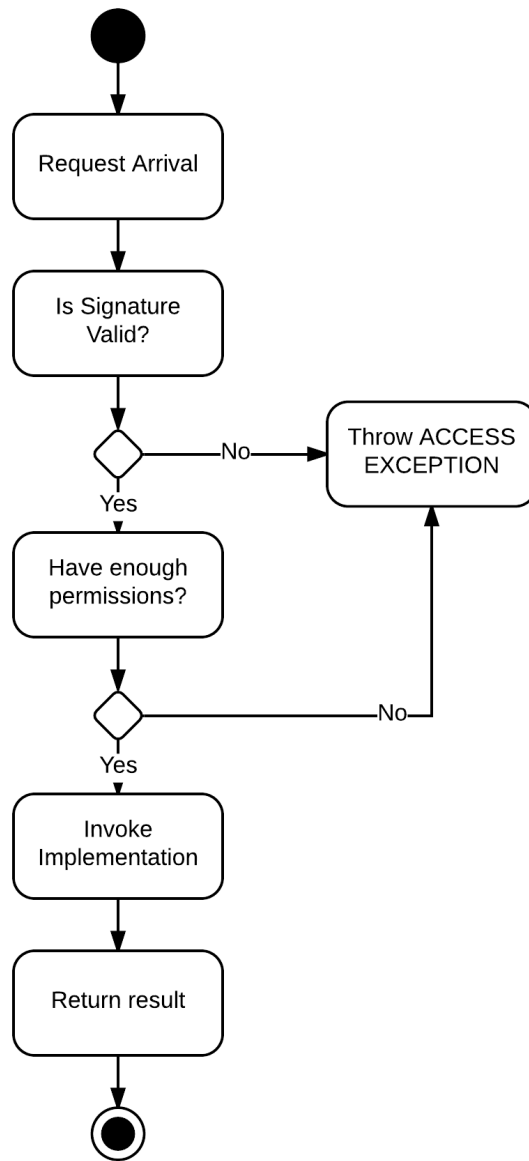 Request Arrival
Is Signature
Valid?
No
Throw ACCESS
EXCEPTION
Yes
Have enough
permissions?
No
Yes
Invoke
Implementation
Return result